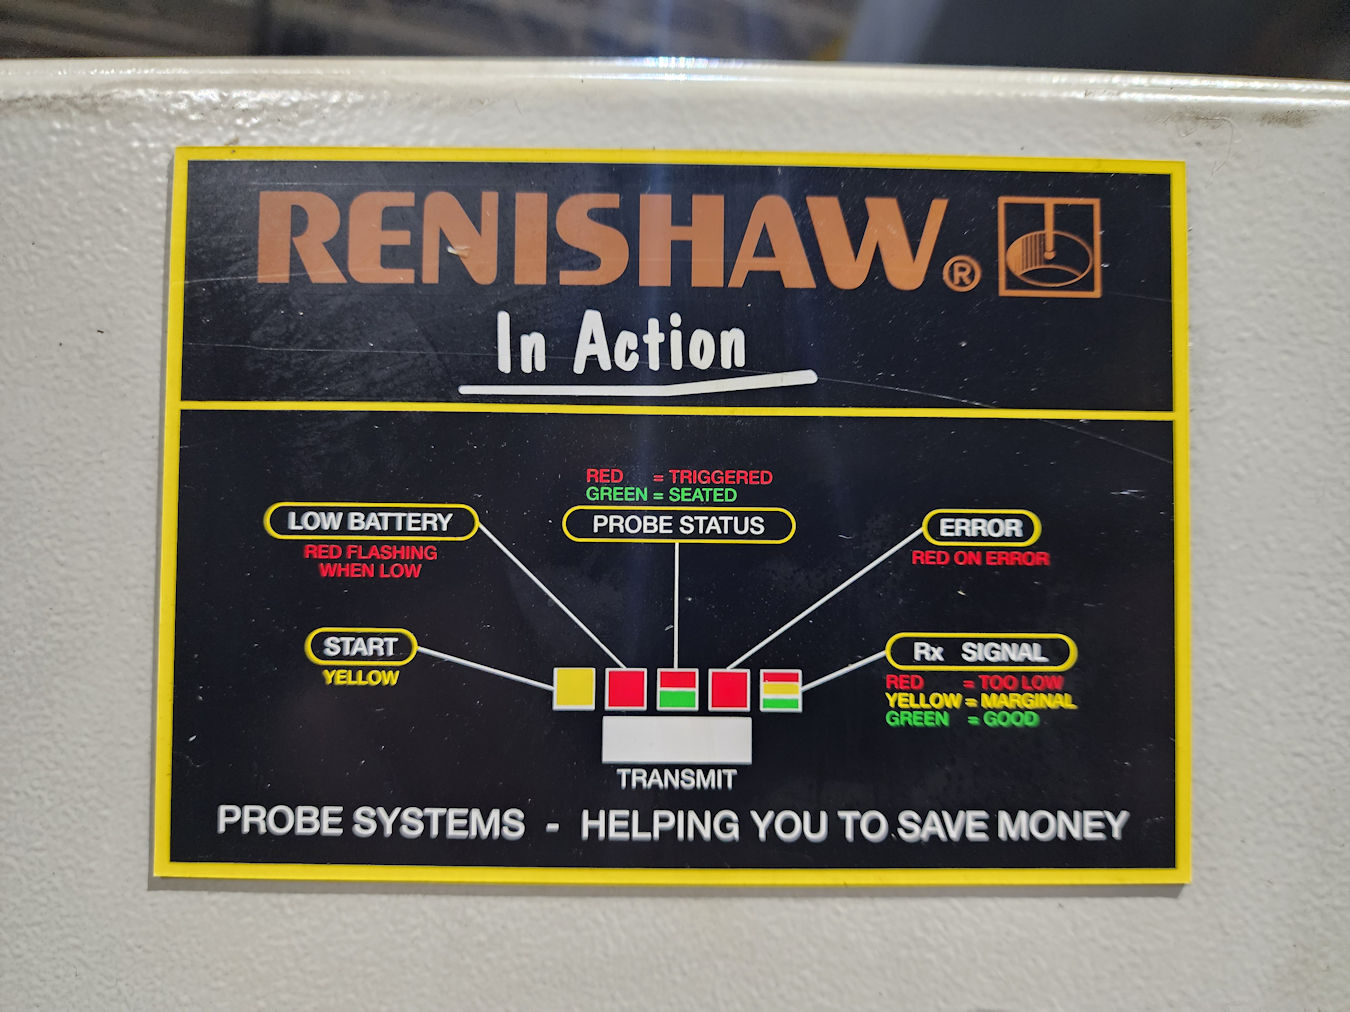 RENISHAW®
In Action
RED = TRIGGERED
GREEN = SEATED
LOW BATTERY
RED FLASHING
WHEN LOW
PROBE STATUS
ERROR
RED ON ERROR
START
YELLOW
Rx SIGNAL
RED = TOO LOW
YELLOW = MARGINAL
GREEN = GOOD
TRANSMIT
PROBE SYSTEMS - HELPING YOU TO SAVE MONEY